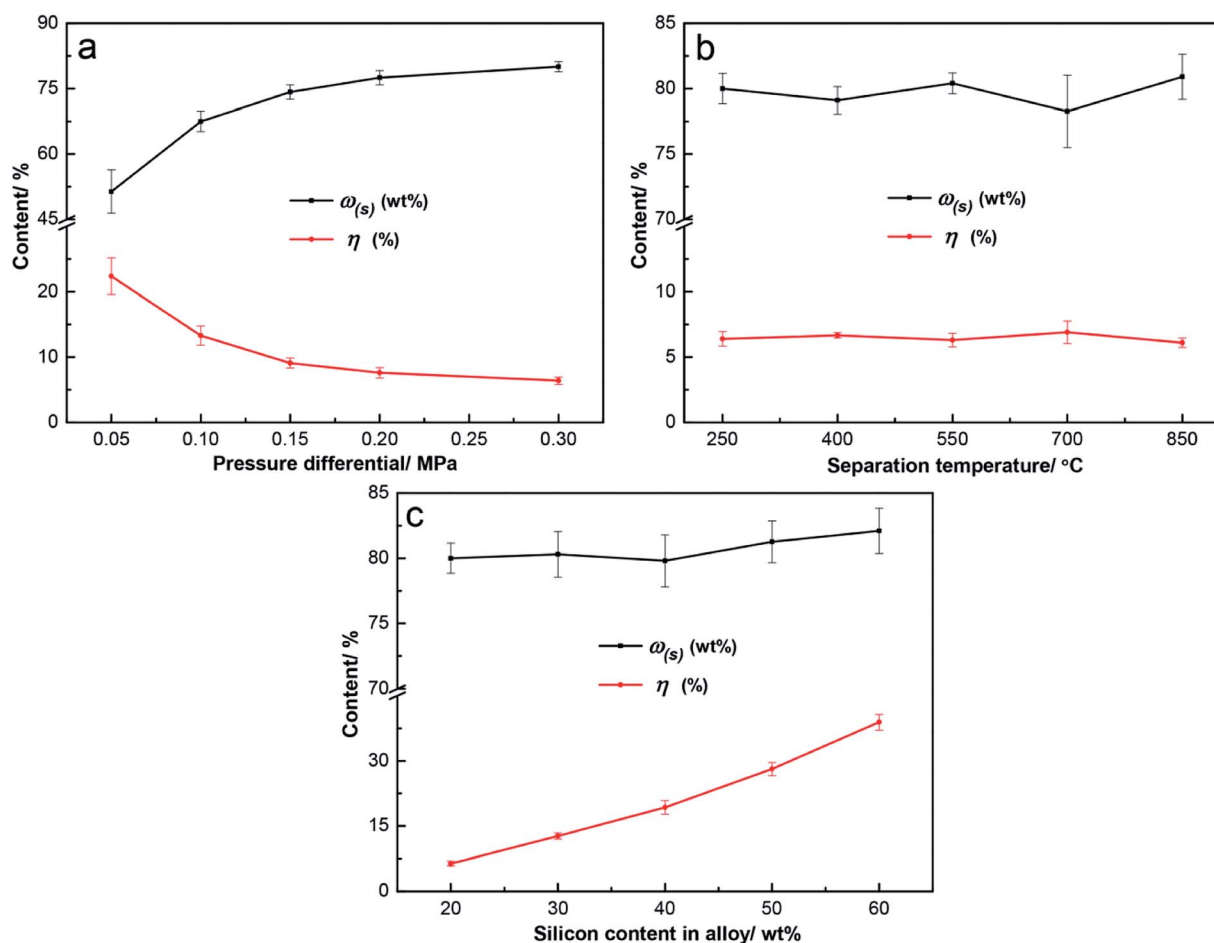 a
90
75
60
45
20
10
0
Content/ %
ω(s) (wt%)
η (%)
0.05 0.10 0.15 0.20 0.25 0.30
Pressure differential/ MPa
b
85
80
75
70
15
10
5
0
Content/ %
ω(s) (wt%)
η (%)
250 400 550 700 850
Separation temperature/ °C
c
85
80
75
70
30
15
0
Content/ %
ω(s) (wt%)
η (%)
20 30 40 50 60
Silicon content in alloy/ wt%